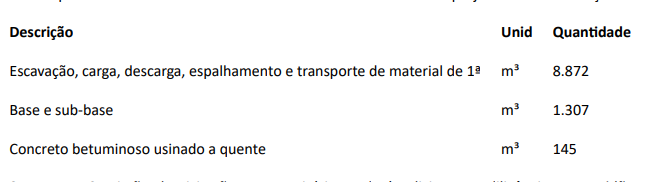 Descrição Unid Quantidade
Escavação, carga, descarga, espalhamento e transporte de material de 1ª m³ 8.872
Base e sub-base m³ 1.307
Concreto betuminoso usinado a quente m³ 145